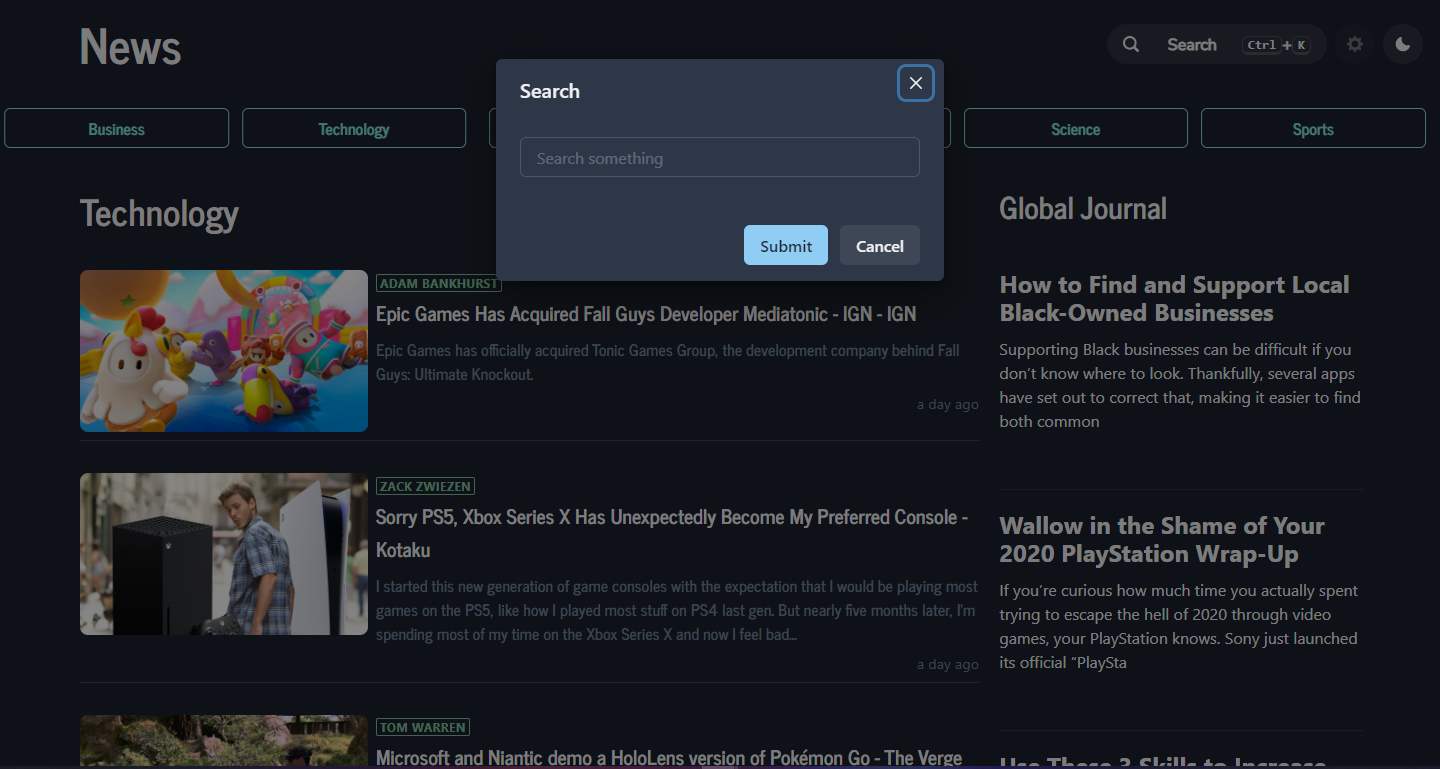 News
Search Ctrl + K
Search
Search something
Submit Cancel
Business Technology Science Sports
Technology
ADAM BANKHURST
Epic Games Has Acquired Fall Guys Developer Mediatonic - IGN - IGN
Epic Games has officially acquired Tonic Games Group, the development company behind Fall
Guys: Ultimate Knockout.
a day ago
ZACK ZWIEZEN
Sorry PS5, Xbox Series X Has Unexpectedly Become My Preferred Console -
Kotaku
I started this new generation of game consoles with the expectation that I would be playing most
games on the PS5, like how I played most stuff on PS4 last gen. But nearly five months later, I'm
spending most of my time on the Xbox Series X and now I feel bad...
a day ago
TOM WARREN
Microsoft and Niantic demo a HoloLens version of Pokémon Go - The Verge
Global Journal
How to Find and Support Local
Black-Owned Businesses
Supporting Black businesses can be difficult if you
don’t know where to look. Thankfully, several apps
have set out to correct that, making it easier to find
both common
Wallow in the Shame of Your
2020 PlayStation Wrap-Up
If you’re curious how much time you actually spent
trying to escape the hell of 2020 through video
games, your PlayStation knows. Sony just launched
its official “PlaySta
Use These 3 Skills to Increase